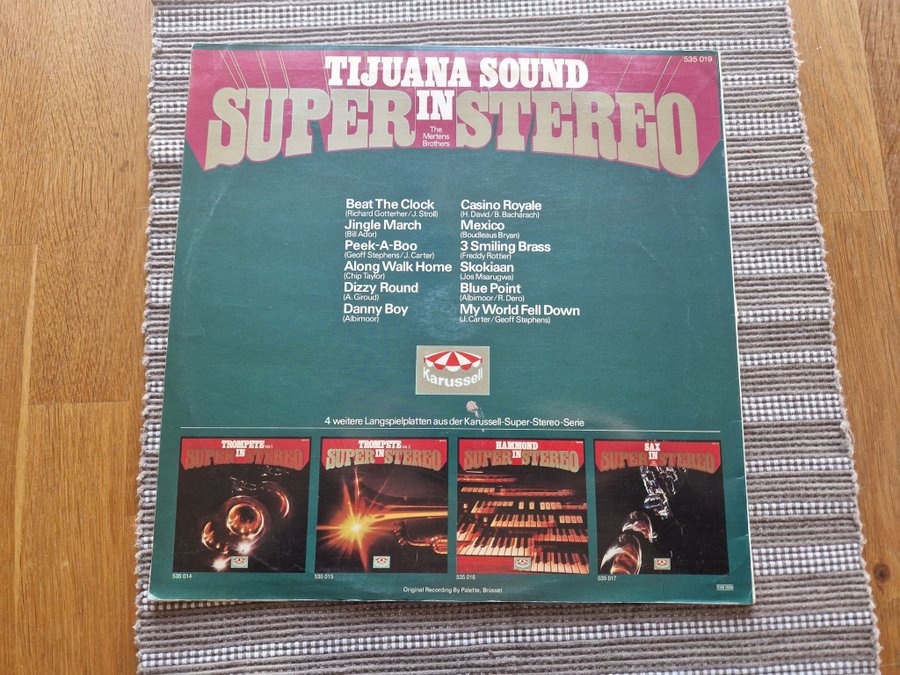 535 019
TIJUANA SOUND
SUPER IN STEREO
The
Mertens
Brothers
Beat The Clock
(Richard Gotterher/J. Stroll)
Jingle March
(Bill Ador)
Peek-A-Boo
(Geoff Stephens/J. Carter)
Along Walk Home
(Chip Taylor)
Dizzy Round
(A. Giroud)
Danny Boy
(Albimoor)
Casino Royale
(H. David/B. Bacharach)
Mexico
(Boudleaus Bryan)
3 Smiling Brass
(Freddy Rottier)
Skokiaan
(Jos Msarugwa)
Blue Point
(Albimoor/R. Dero)
My World Fell Down
(J. Carter/Geoff Stephens)
Karussell
4 weitere Langspielplatten aus der Karussell-Super-Stereo-Serie
TROMPETE Vol.1
SUPER IN STEREO
535 014
TROMPETE Vol.2
SUPER IN STEREO
535 015
HAMMOND
SUPER IN STEREO
535 016
SAX
SUPER IN STEREO
535 017
Original Recording By Palette, Brüssel